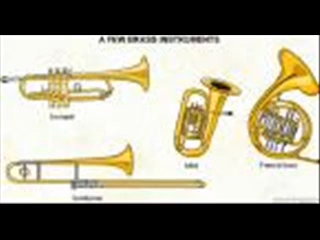 A FEW BRASS INSTRUMENTS
trumpet
tuba
French horn
trombone